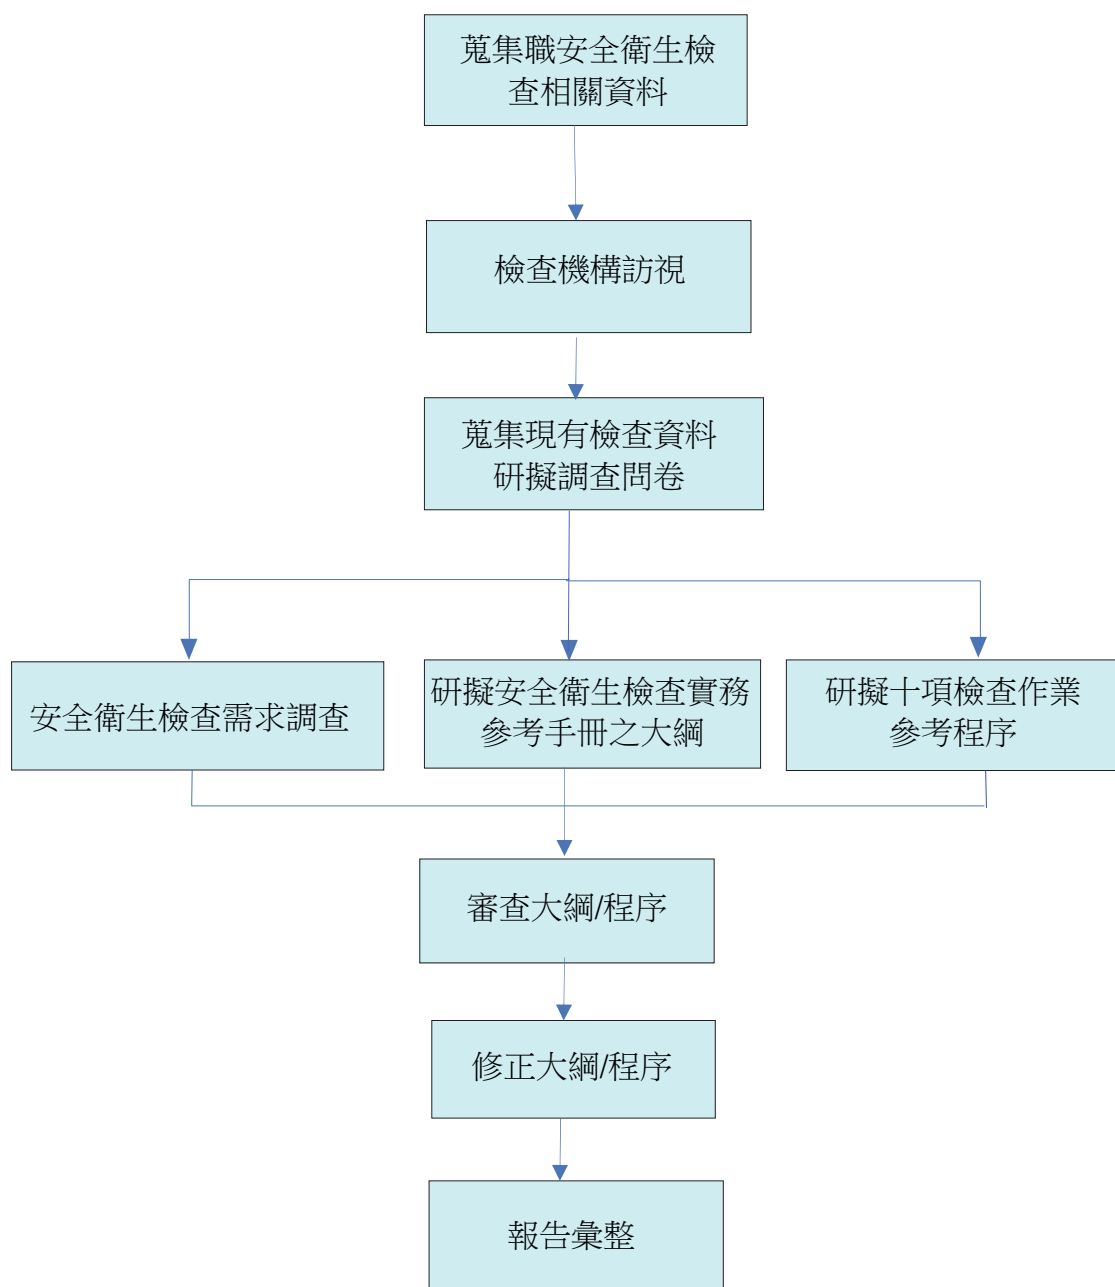 蒐集職安全衛生檢
查相關資料
檢查機構訪視
蒐集現有檢查資料
研擬調查問卷
安全衛生檢查需求調查
研擬安全衛生檢查實務
參考手冊之大綱
研擬十項檢查作業
參考程序
審查大綱/程序
修正大綱/程序
報告彙整